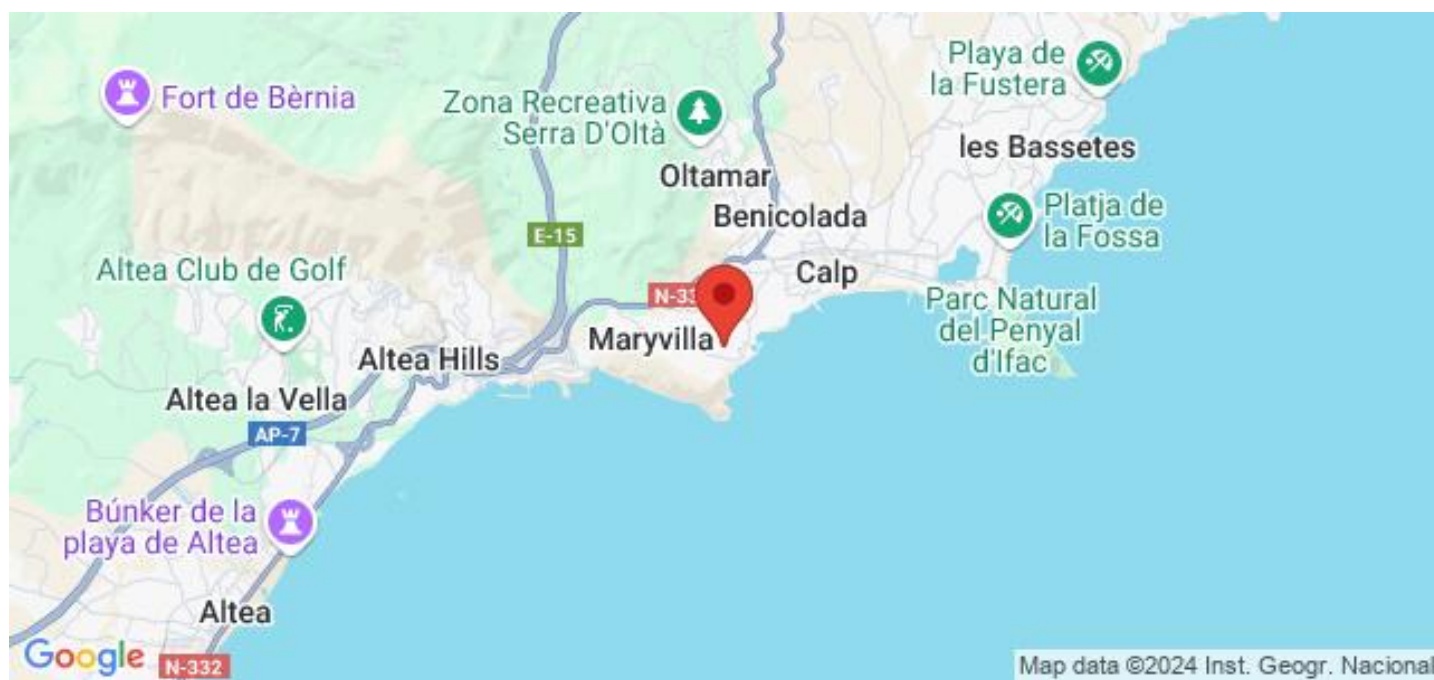 Playa de
la Fustera
Fort de Bèrnia
Zona Recreativa
Serra D'Oltà
les Bassetes
Oltamar
Benicolada
Platja de
la Fossa
E-15
Altea Club de Golf
Calp
N-33
Parc Natural
del Penyal
d'Ifac
Maryvilla
Altea Hills
Altea la Vella
AP-7
Búnker de la
playa de Altea
Altea
Google
N-332
Map data ©2024 Inst. Geogr. Nacional